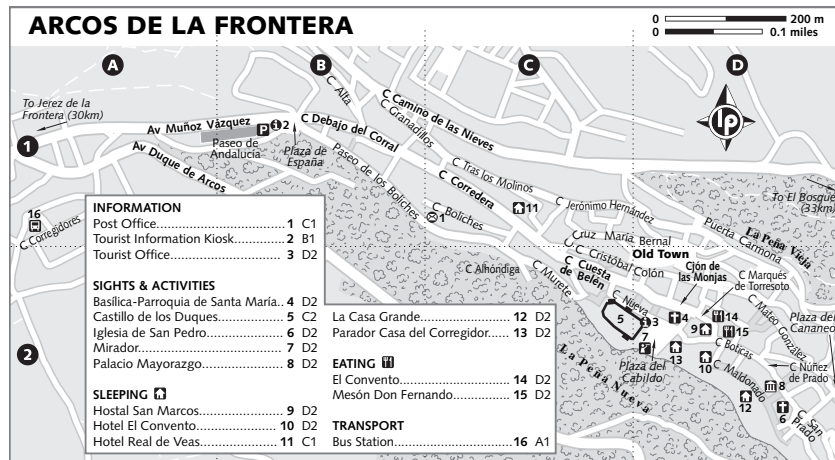 ARCOS DE LA FRONTERA
0 200 m
0 0.1 miles
A
B
C
D
1
2
To Jerez de la
Frontera (30km)
Av Muñoz Vázquez
P
2
Paseo de
Andalucía
Plaza de
España
Av Duque de Arcos
C Alta
C Granadillos
C Camino de las Nieves
C Debajo del Corral
Paseo de los Boliches
C Tras los Molinos
C Corredera
1
C Boliches
11
C Jerónimo Hernández
To El Bosque
(33km)
Puerta Carmona
La Peña Vieja
16
C Corregidores
Cruz María Bernal
Old Town
C Cristóbal Colón
C Cuesta
de Belén
C Alhóndiga
C Murete
C Nueva
Cjón de
las Monjas
C Marqués
de Torresoto
C Mateo González
Plaza del
Cananeo
5
3
4
14
7
9
15
C Boticas
C Núñez
de Prado
Plaza del
Cabildo
13
10
C Maldonado
8
12
6
C San
Prado
La Peña Nueva
lp
INFORMATION
Post Office 1 C1
Tourist Information Kiosk 2 B1
Tourist Office 3 D2
SIGHTS & ACTIVITIES
Basílica-Parroquia de Santa María.. 4 D2
Castillo de los Duques 5 C2
Iglesia de San Pedro 6 D2
Mirador 7 D2
Palacio Mayorazgo 8 D2
SLEEPING
Hostal San Marcos 9 D2
Hotel El Convento 10 D2
Hotel Real de Veas 11 C1
La Casa Grande 12 D2
Parador Casa del Corregidor 13 D2
EATING
El Convento 14 D2
Mesón Don Fernando 15 D2
TRANSPORT
Bus Station 16 A1